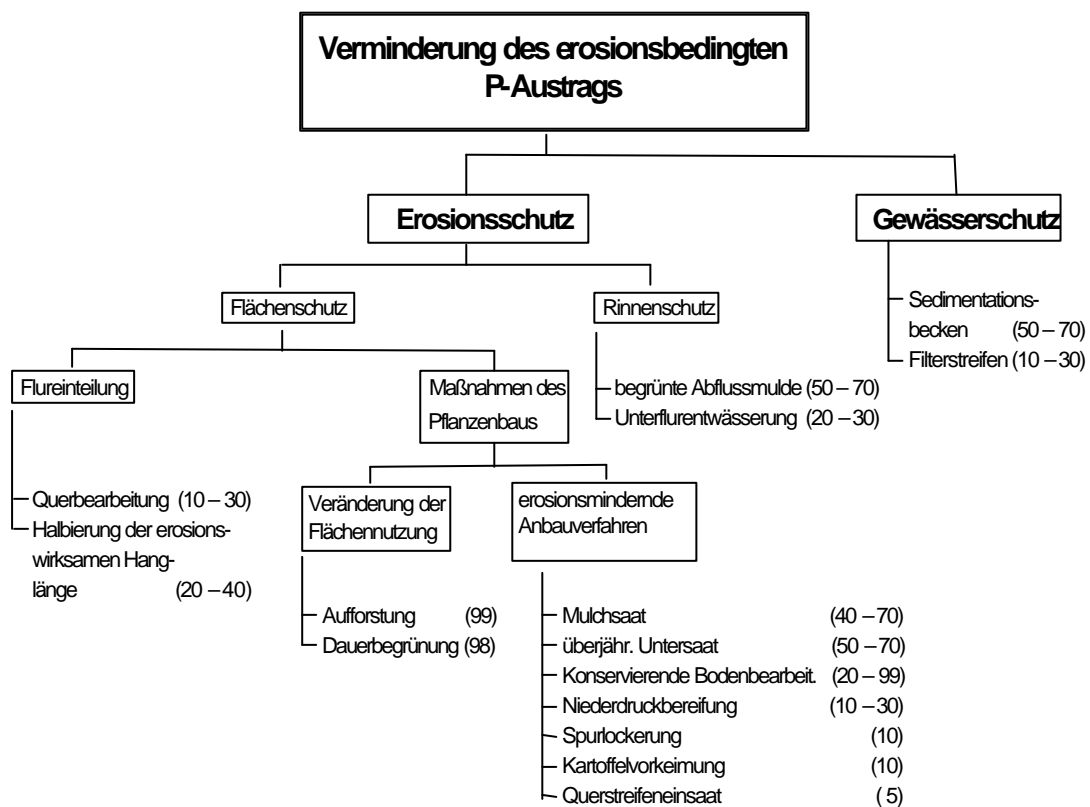 Verminderung des erosionsbedingten
P-Austrags
Erosionsschutz
Gewässerschutz
Flächenschutz
Rinnenschutz
Sedimentations-
becken (50 – 70)
Filterstreifen (10 – 30)
Flureinteilung
Maßnahmen des
Pflanzenbaus
begrünte Abflussmulde (50 – 70)
Unterflurentwässerung (20 – 30)
Querbearbeitung (10 – 30)
Halbierung der erosions-
wirksamen Hang-
länge (20 – 40)
Veränderung der
Flächennutzung
erosionsmindernde
Anbauverfahren
Aufforstung (99)
Dauerbegrünung (98)
Mulchsaat (40 – 70)
überjähr. Untersaat (50 – 70)
Konservierende Bodenbearbeit. (20 – 99)
Niederdruckbereifung (10 – 30)
Spurlockerung (10)
Kartoffelvorkeimung (10)
Querstreifeneinsaat ( 5)